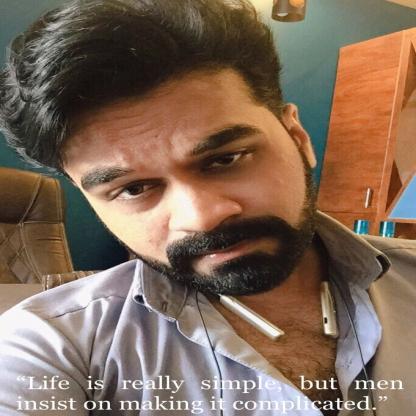 “Life is really simple, but men
insist on making it complicated.”